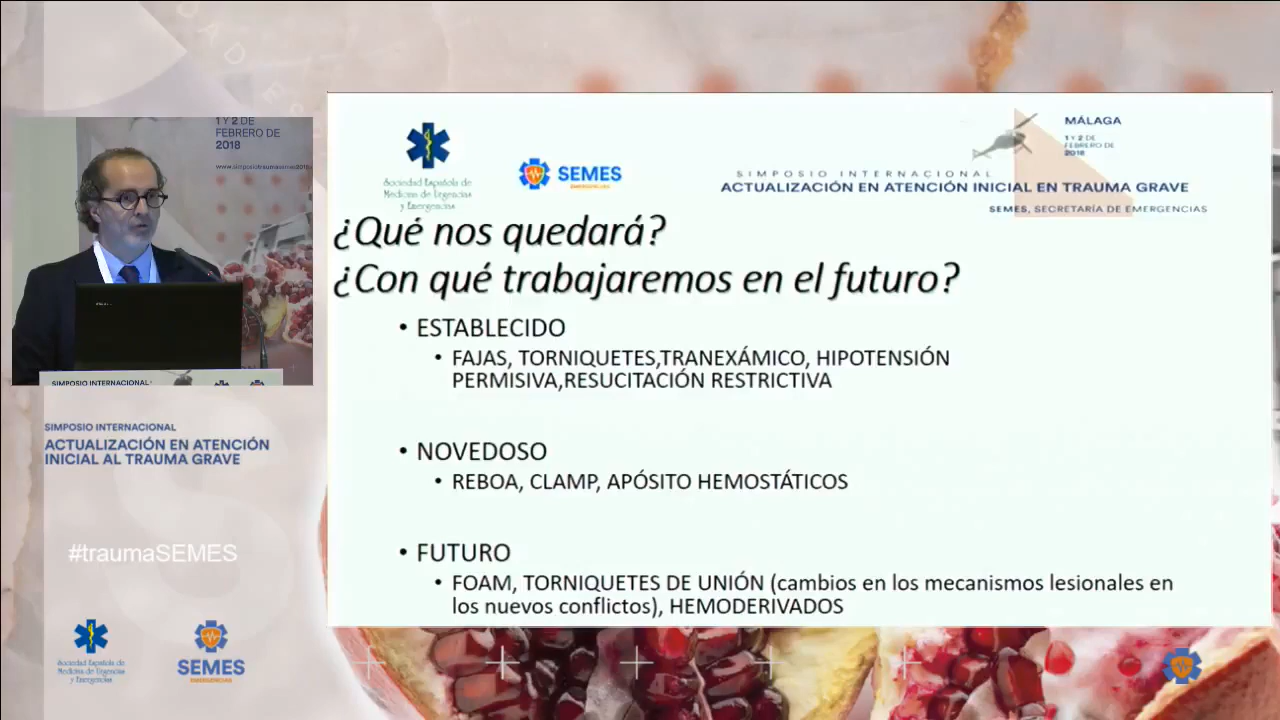 1 Y 2 DE
FEBRERO DE
2018
www.simposiotraumasemes2018
SIMPOSIO INTERNACIONAL
SIMPOSIO INTERNACIONAL
ACTUALIZACIÓN EN ATENCIÓN
INICIAL AL TRAUMA GRAVE
#traumaSEMES
Sociedad Española de
Medicina de Urgencias
y Emergencias
SEMES
EMERGENCIAS
Sociedad Española de
Medicina de Urgencias
y Emergencias
SEMES
EMERGENCIAS
MÁLAGA
1 Y 2 DE
FEBRERO DE
2018
SIMPOSIO INTERNACIONAL
ACTUALIZACIÓN EN ATENCIÓN INICIAL EN TRAUMA GRAVE
SEMES, SECRETARÍA DE EMERGENCIAS
¿Qué nos quedará?
¿Con qué trabajaremos en el futuro?
• ESTABLECIDO
• FAJAS, TORNIQUETES,TRANEXÁMICO, HIPOTENSIÓN
PERMISIVA,RESUCITACIÓN RESTRICTIVA
• NOVEDOSO
• REBOA, CLAMP, APÓSITO HEMOSTÁTICOS
• FUTURO
• FOAM, TORNIQUETES DE UNIÓN (cambios en los mecanismos lesionales en
los nuevos conflictos), HEMODERIVADOS